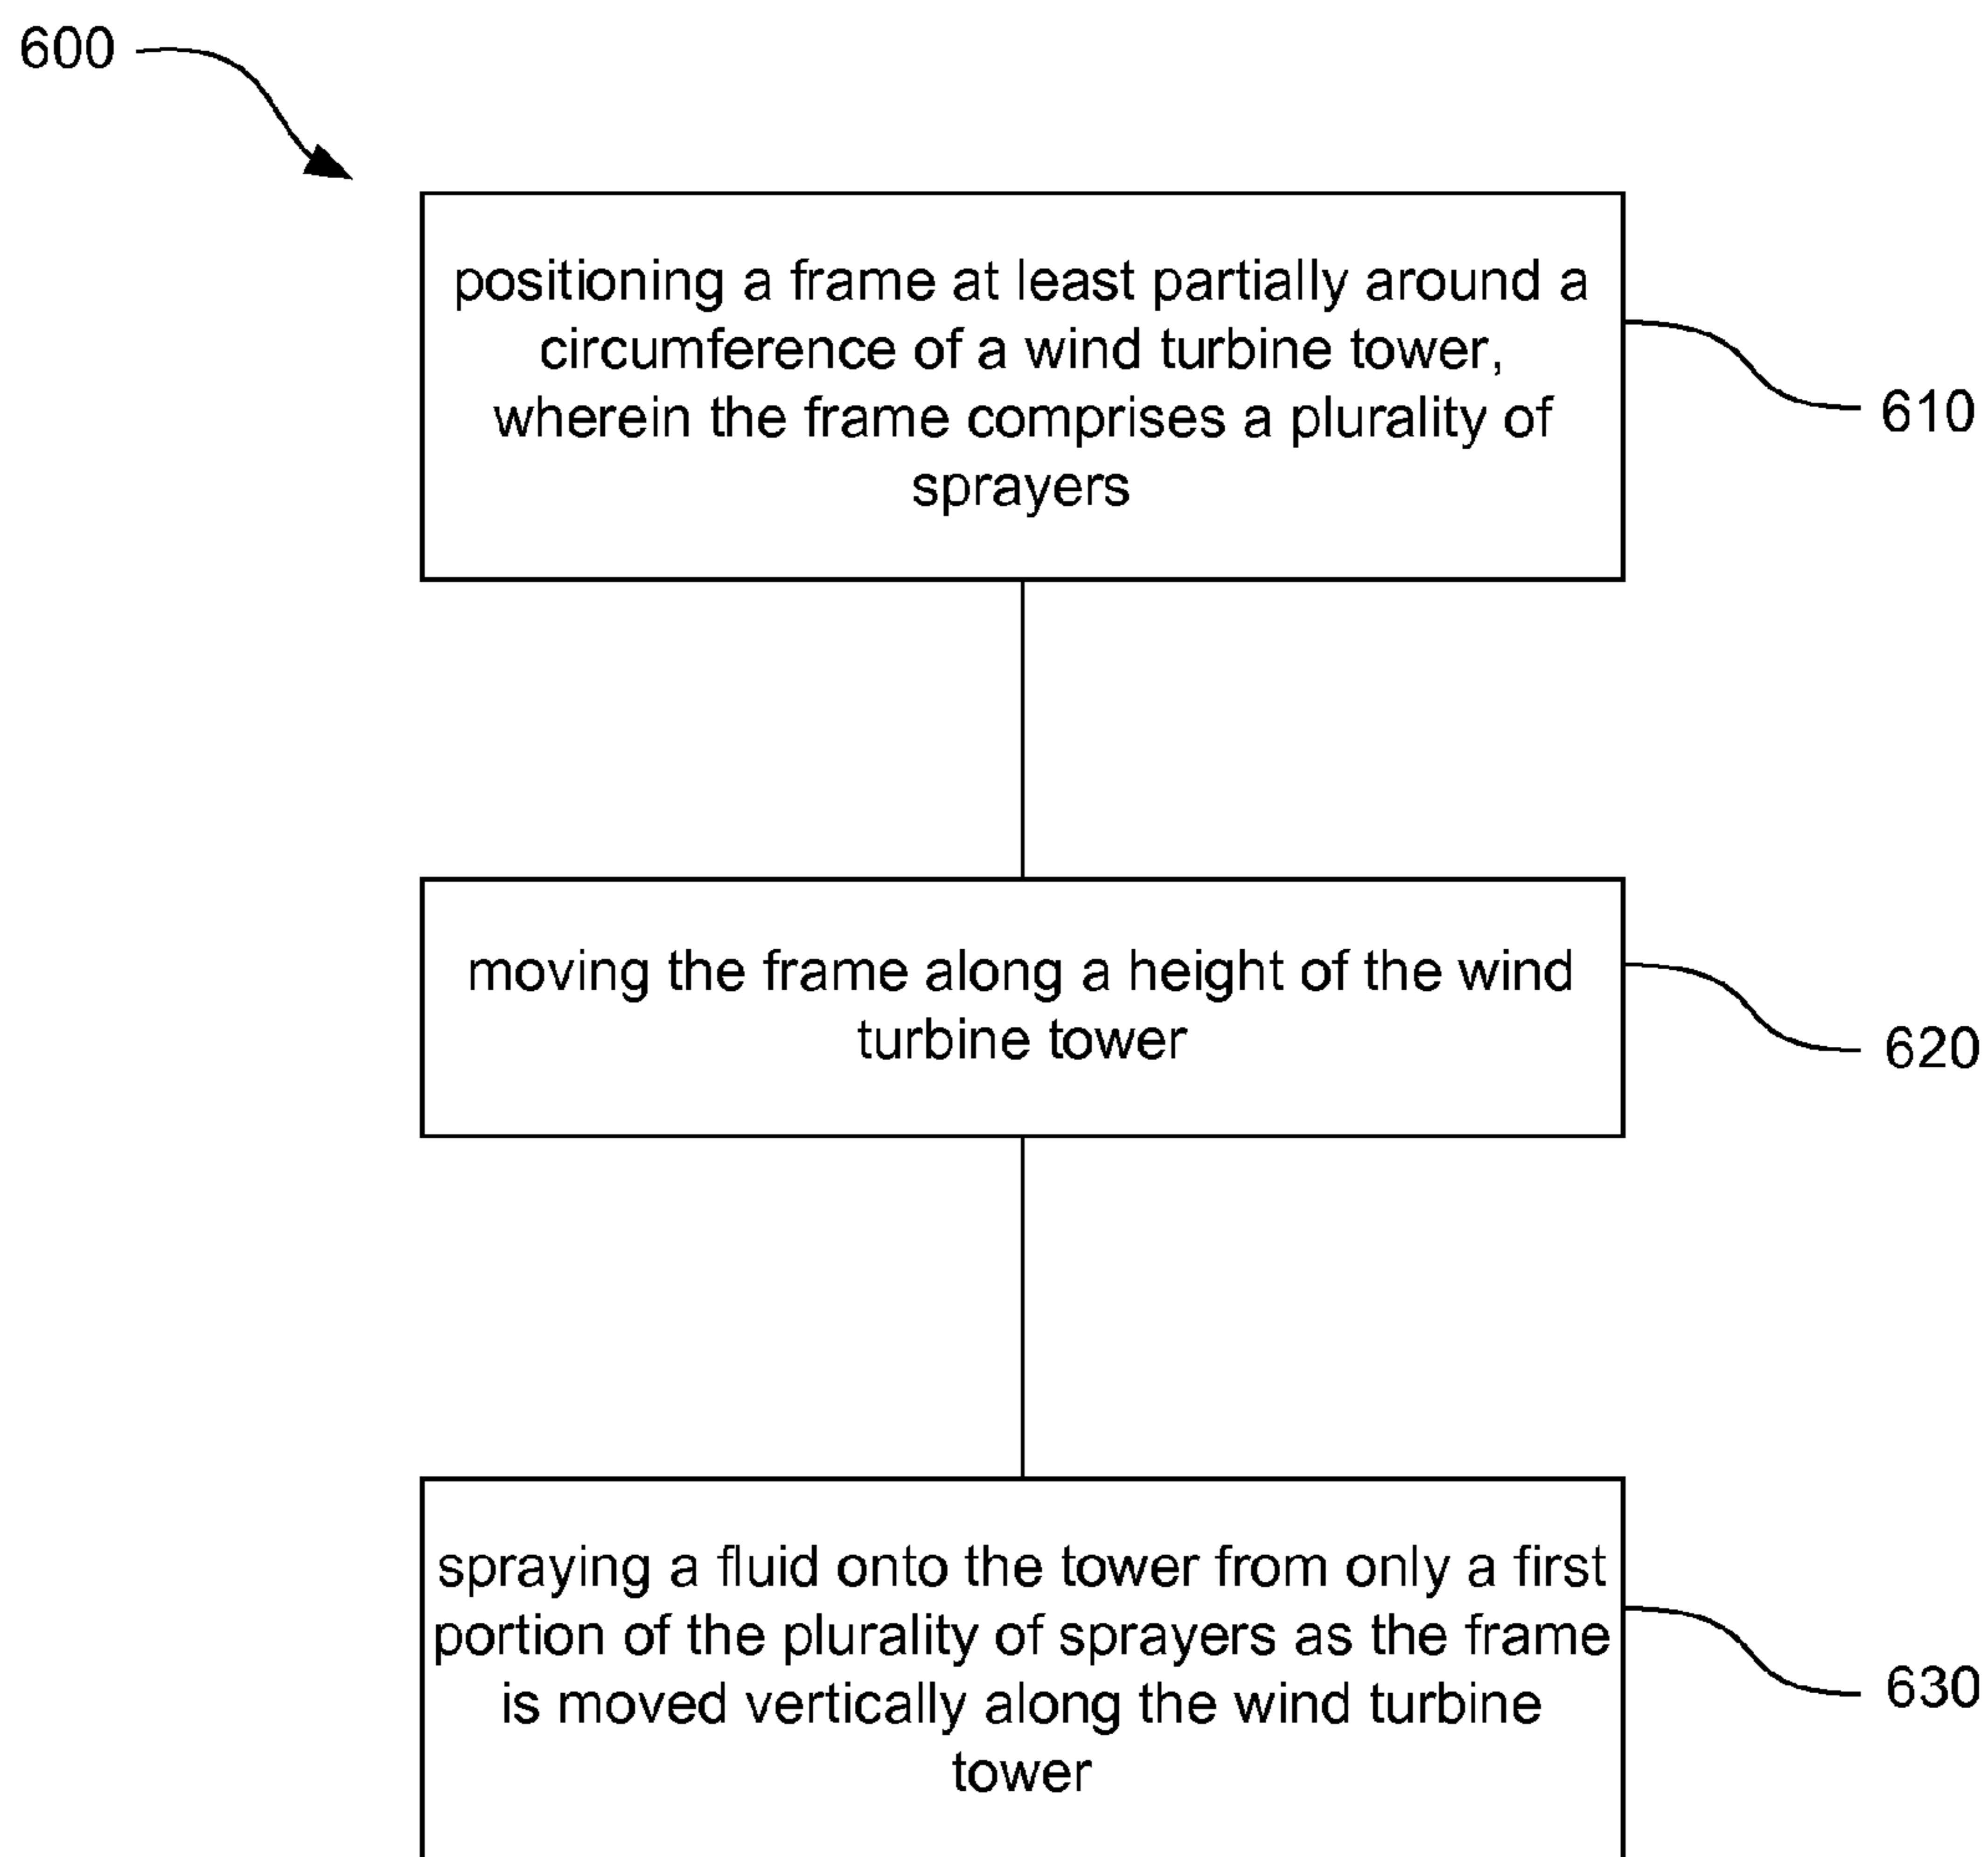 600
positioning a frame at least partially around a
circumference of a wind turbine tower,
wherein the frame comprises a plurality of
sprayers
610
moving the frame along a height of the wind
turbine tower
620
spraying a fluid onto the tower from only a first
portion of the plurality of sprayers as the frame
is moved vertically along the wind turbine
tower
630